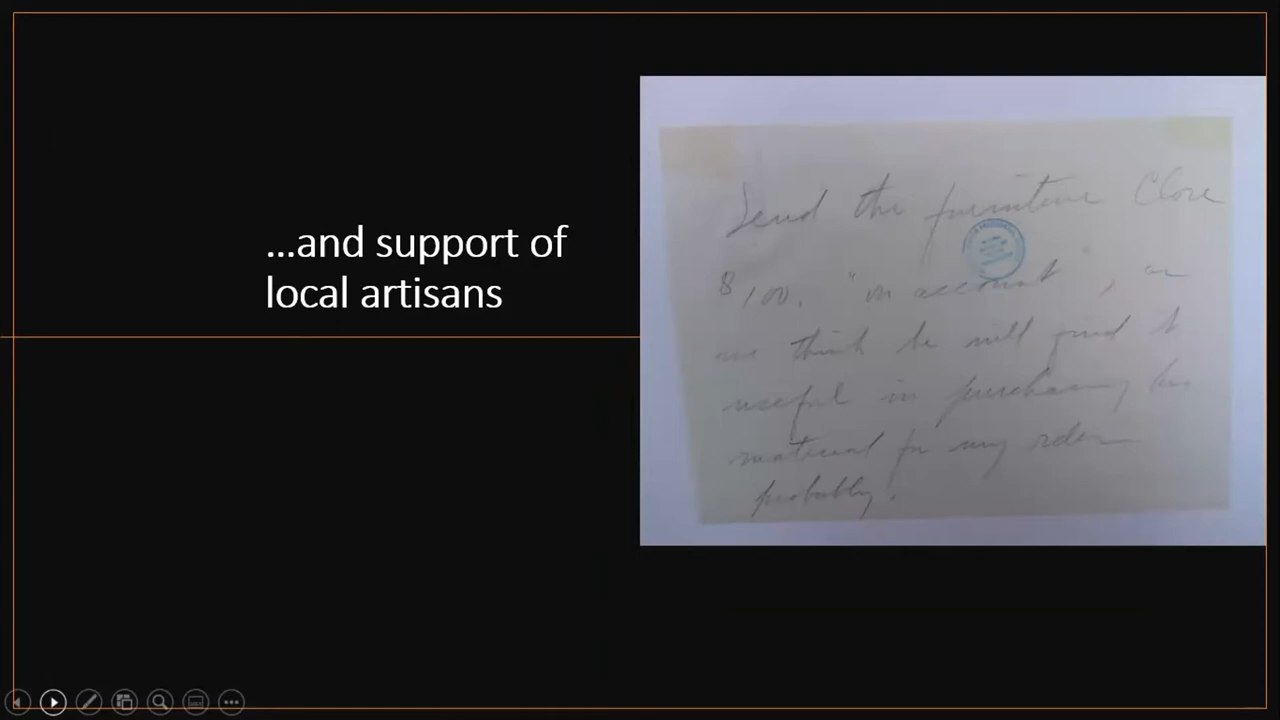 …and support of
local artisans
Send the furniture Clore
$100. "on account", as
we think he will find it
useful in purchasing his
material for my order
probably.